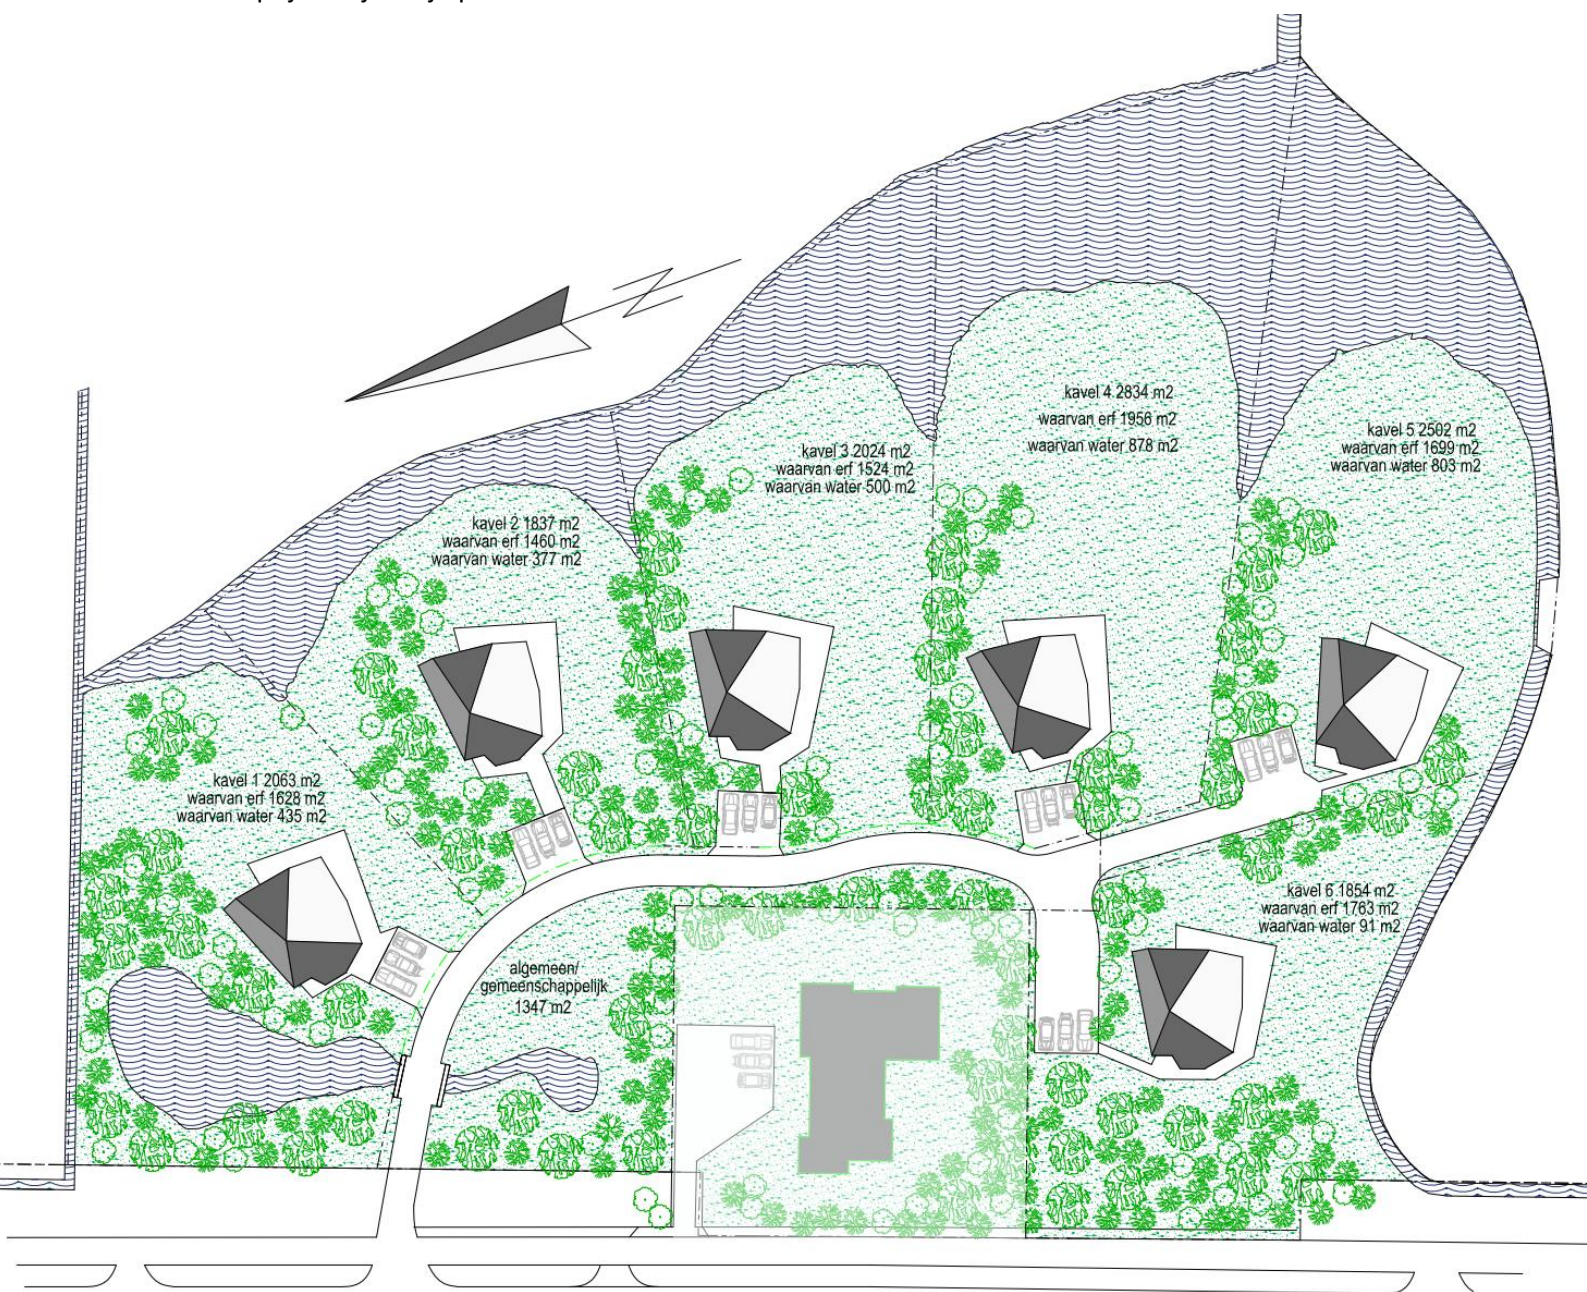 kavel 4 2834 m2
waarvan erf 1956 m2
waarvan water 878 m2
kavel 5 2502 m2
waarvan erf 1699 m2
waarvan water 803 m2
kavel 3 2024 m2
waarvan erf 1524 m2
waarvan water 500 m2
kavel 2 1837 m2
waarvan erf 1460 m2
waarvan water 377 m2
kavel 1 2063 m2
waarvan erf 1628 m2
waarvan water 435 m2
kavel 6 1854 m2
waarvan erf 1763 m2
waarvan water 91 m2
algemeen/
gemeenschappelijk
1347 m2